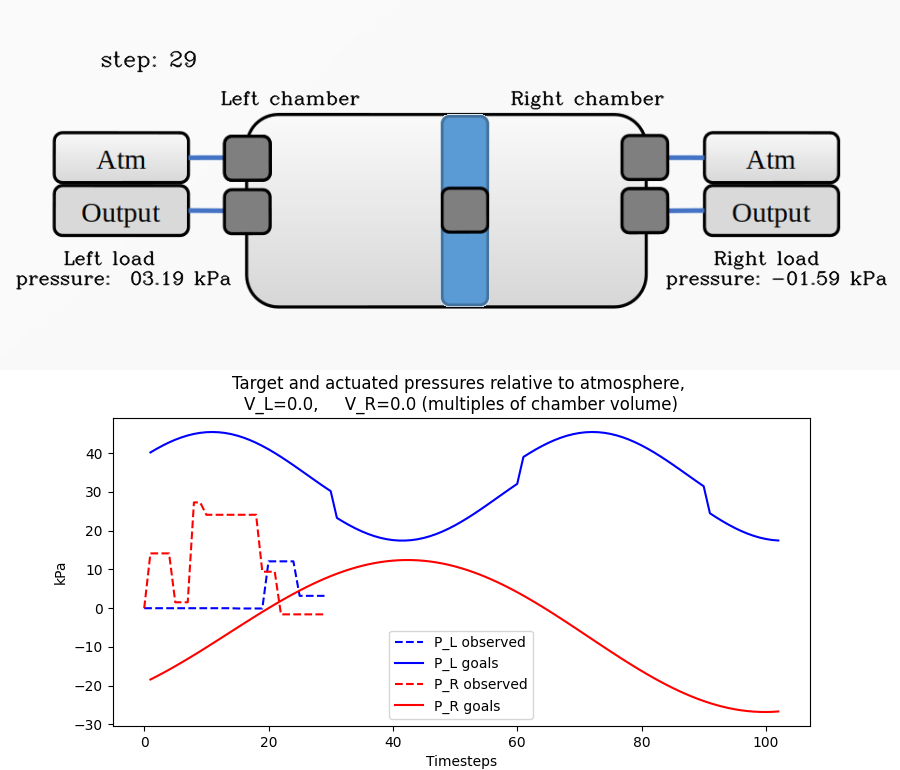 step: 29
Left chamber
Right chamber
Atm
Atm
Output
Output
Left load
pressure:  03.19 kPa
Right load
pressure: −01.59 kPa
Target and actuated pressures relative to atmosphere,
V_L=0.0,     V_R=0.0 (multiples of chamber volume)
40
30
20
10
0
−10
−20
−30
kPa
P_L observed
P_L goals
P_R observed
P_R goals
0 20 40 60 80 100
Timesteps